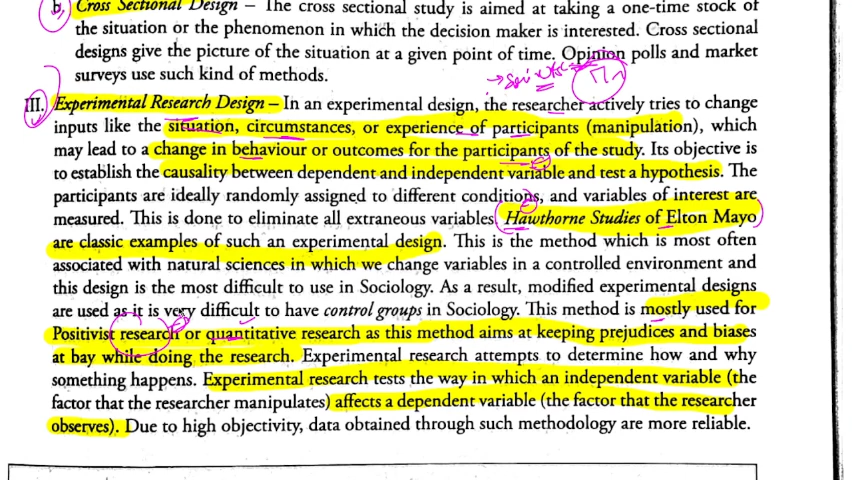 b. Cross Sectional Design – The cross sectional study is aimed at taking a one-time stock of
the situation or the phenomenon in which the decision maker is interested. Cross sectional
designs give the picture of the situation at a given point of time. Opinion polls and market
surveys use such kind of methods.
III. Experimental Research Design – In an experimental design, the researcher actively tries to change
inputs like the situation, circumstances, or experience of participants (manipulation), which
may lead to a change in behaviour or outcomes for the participants of the study. Its objective is
to establish the causality between dependent and independent variable and test a hypothesis. The
participants are ideally randomly assigned to different conditions, and variables of interest are
measured. This is done to eliminate all extraneous variables. Hawthorne Studies of Elton Mayo
are classic examples of such an experimental design. This is the method which is most often
associated with natural sciences in which we change variables in a controlled environment and
this design is the most difficult to use in Sociology. As a result, modified experimental designs
are used as it is very difficult to have control groups in Sociology. This method is mostly used for
Positivist research or quantitative research as this method aims at keeping prejudices and biases
at bay while doing the research. Experimental research attempts to determine how and why
something happens. Experimental research tests the way in which an independent variable (the
factor that the researcher manipulates) affects a dependent variable (the factor that the researcher
observes). Due to high objectivity, data obtained through such methodology are more reliable.